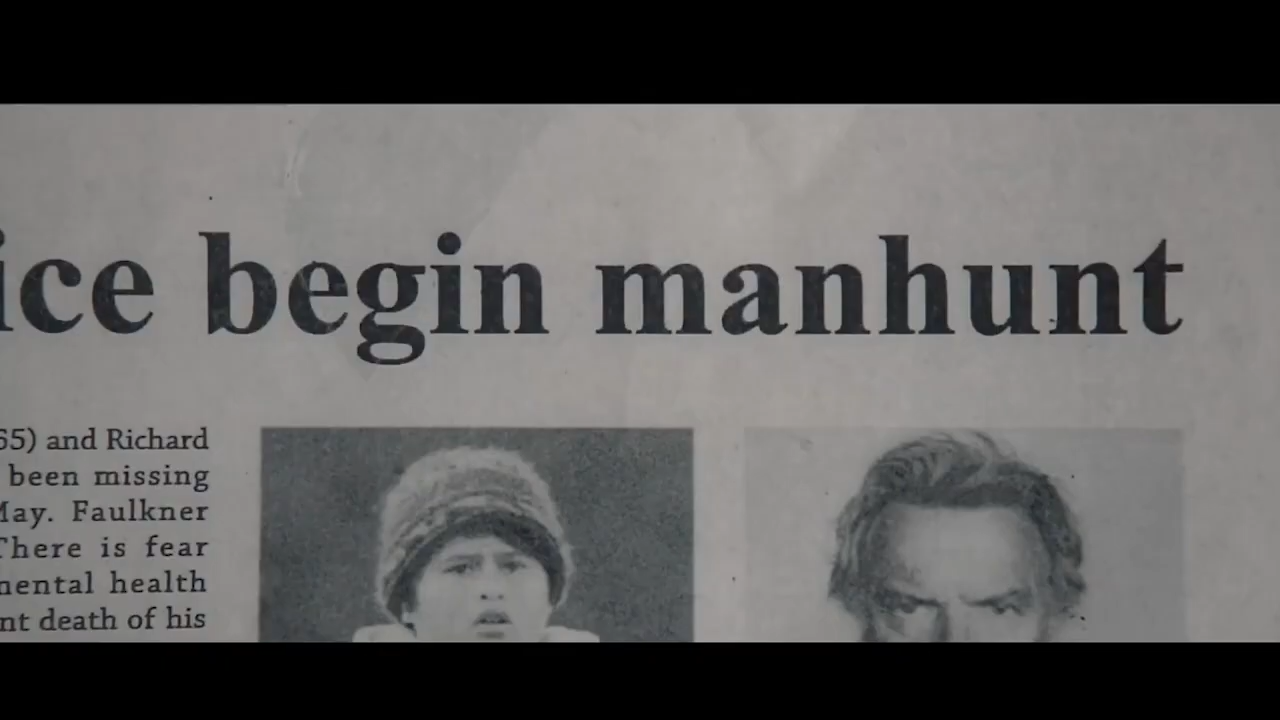 ice begin manhunt
65) and Richard
been missing
May. Faulkner
There is fear
mental health
nt death of his